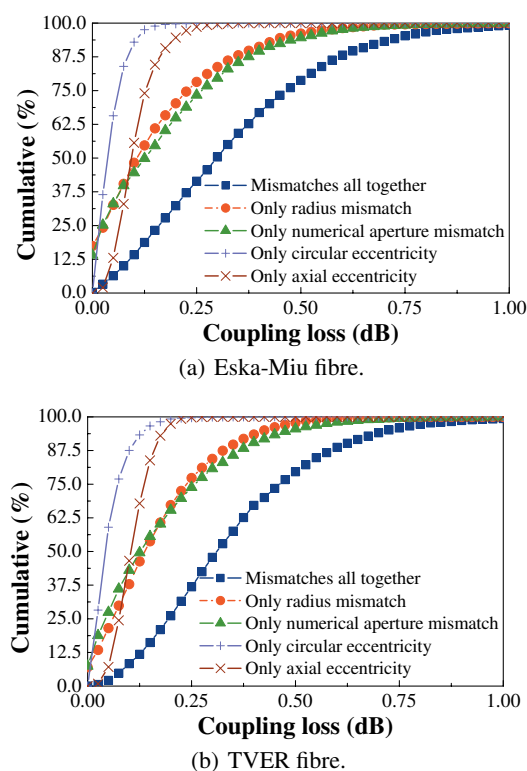 100.0
87.5
75.0
62.5
50.0
37.5
25.0
12.5
0.0
Cumulative (%)
Mismatches all together
Only radius mismatch
Only numerical aperture mismatch
Only circular eccentricity
Only axial eccentricity
0.00 0.25 0.50 0.75 1.00
Coupling loss (dB)
(a) Eska-Miu fibre.
100.0
87.5
75.0
62.5
50.0
37.5
25.0
12.5
0.0
Cumulative (%)
Mismatches all together
Only radius mismatch
Only numerical aperture mismatch
Only circular eccentricity
Only axial eccentricity
0.00 0.25 0.50 0.75 1.00
Coupling loss (dB)
(b) TVER fibre.